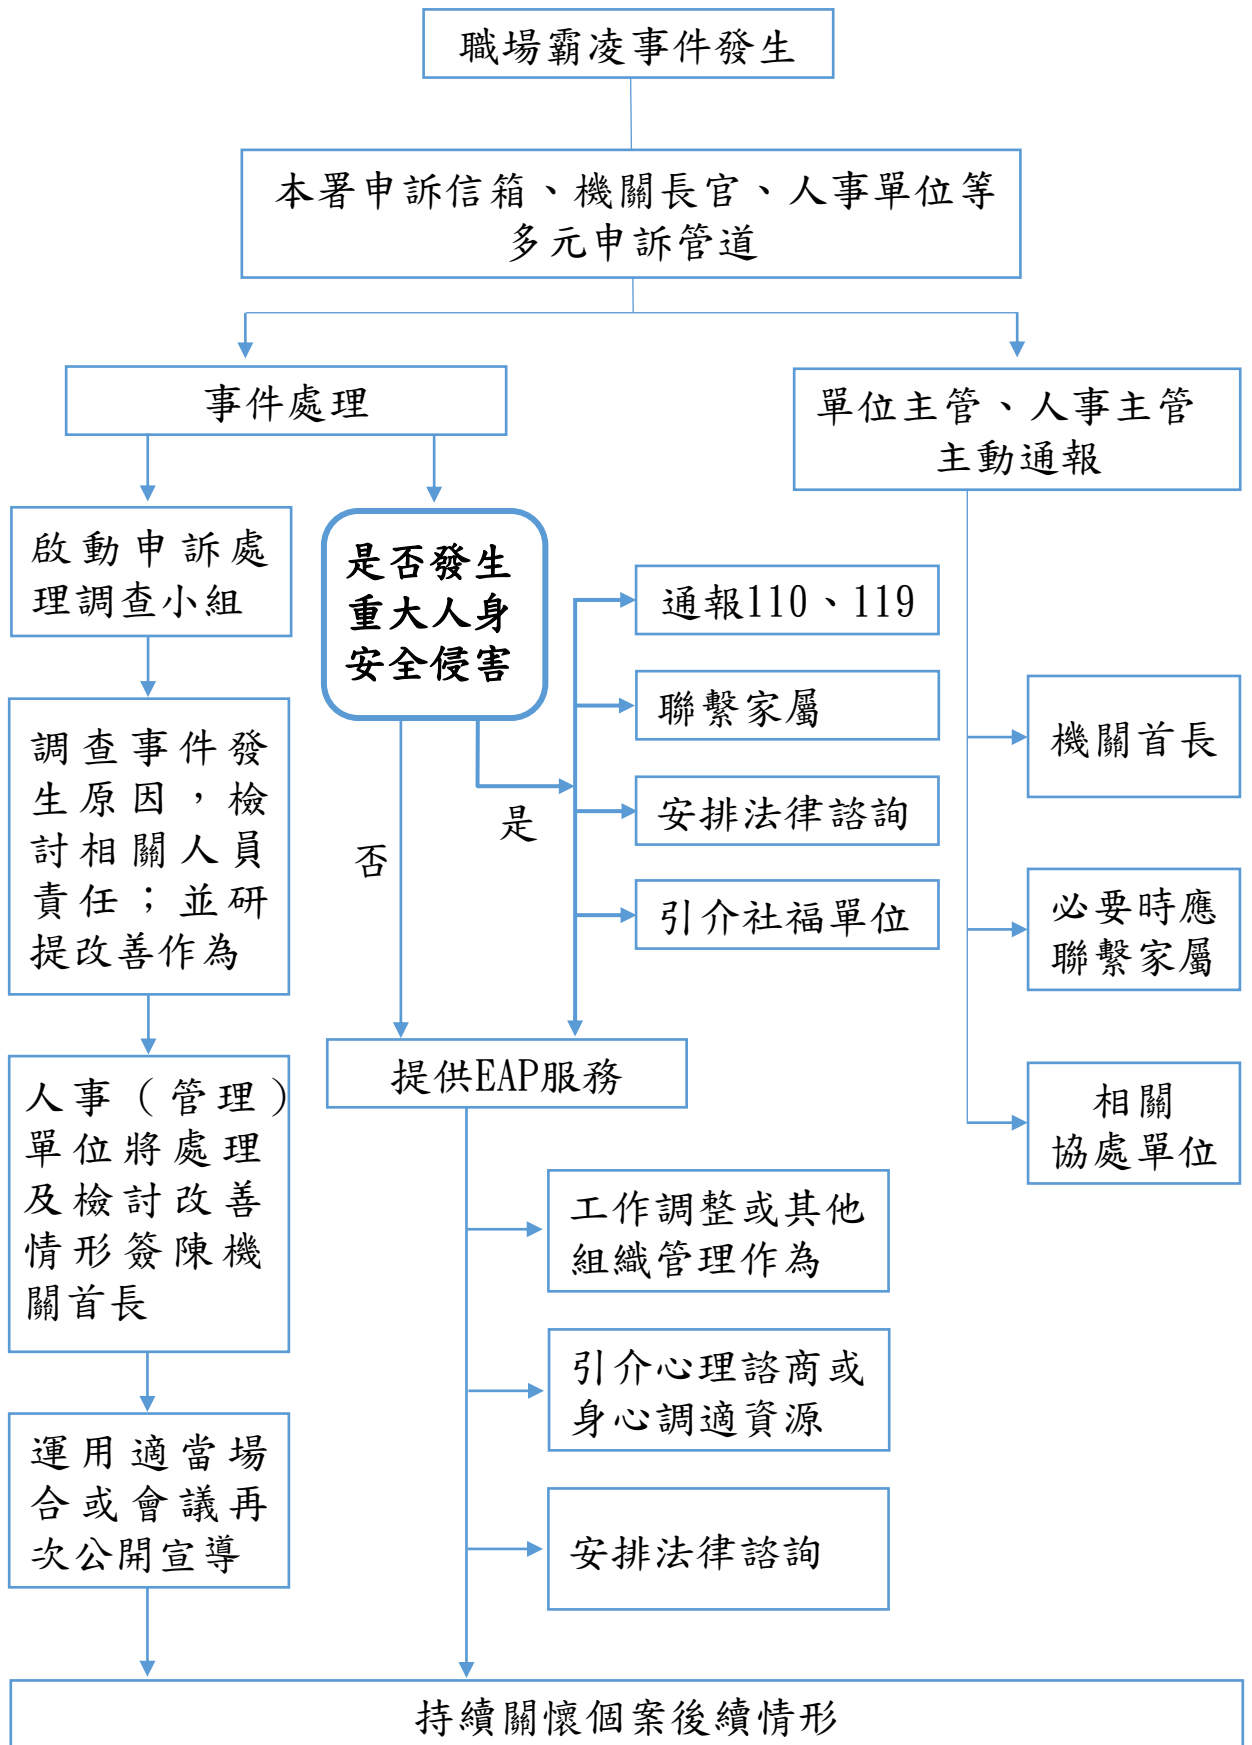 職場霸凌事件發生
本署申訴信箱、機關長官、人事單位等
多元申訴管道
事件處理
單位主管、人事主管
主動通報
啟動申訴處
理調查小組
是否發生
重大人身
安全侵害
通報110、119
聯繫家屬
安排法律諮詢
引介社福單位
是
否
調查事件發
生原因，檢
討相關人員
責任；並研
提改善作為
機關首長
必要時應
聯繫家屬
相關
協處單位
提供EAP服務
人事（管理）
單位將處理
及檢討改善
情形簽陳機
關首長
工作調整或其他
組織管理作為
引介心理諮商或
身心調適資源
安排法律諮詢
運用適當場
合或會議再
次公開宣導
持續關懷個案後續情形